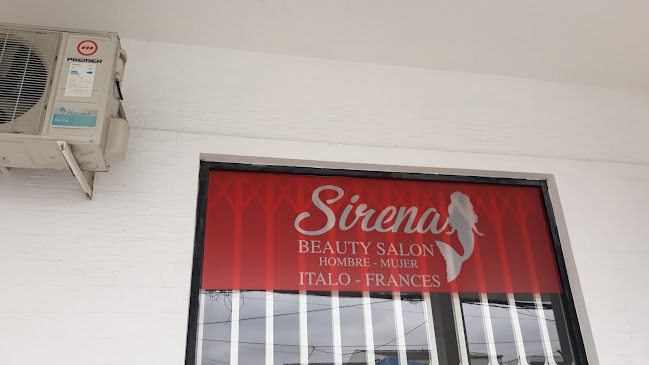 PREMIER
Sirena
BEAUTY SALON
HOMBRE - MUJER
ITALO - FRANCES